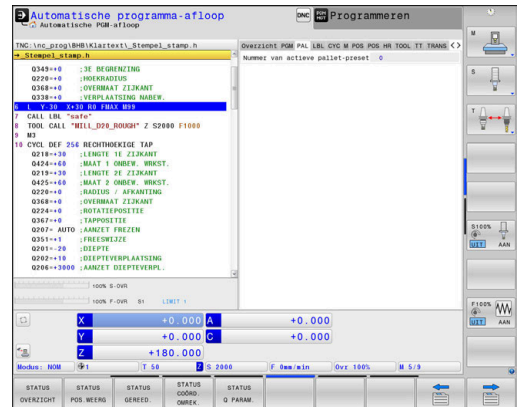 Automatische programma-afloop
Automatische PGM-afloop
DNC
Programmeren
TNC:\nc_prog\BHB\Klartext\_Stempel_stamp.h
→_Stempel_stamp.h
Q349=+0 ;3E BEGRENZING
Q220=+0 ;HOEKRADIUS
Q368=+0 ;OVERMAAT ZIJKANT
Q338=+0 ;VERPLAATSING NABEW.
6 L Y-30 X+30 R0 FMAX M99
7 CALL LBL "safe"
8 TOOL CALL "MILL_D20_ROUGH" Z S2000 F1000
9 M3
10 CYCL DEF 256 RECHTHOEKIGE TAP
Q218=+30 ;LENGTE 1E ZIJKANT
Q424=+60 ;MAAT 1 ONBEW. WRKST.
Q219=+30 ;LENGTE 2E ZIJKANT
Q425=+60 ;MAAT 2 ONBEW. WRKST.
Q220=+0 ;RADIUS / AFKANTING
Q368=+0 ;OVERMAAT ZIJKANT
Q224=+0 ;ROTATIEPOSITIE
Q367=+0 ;TAPPOSITIE
Q207= AUTO ;AANZET FREZEN
Q351=+1 ;FREESWIJZE
Q201=-20 ;DIEPTE
Q202=+10 ;DIEPTEVERPLAATSING
Q206=+3000 ;AANZET DIEPTEVERPL.
Overzicht PGM PAL LBL CYC M POS POS HR TOOL TT TRANS
Nummer van actieve pallet-preset 0
100% S-OVR
100% F-OVR S1 LIMIT 1
X +0.000 A +0.000
Y +0.000 C +0.000
Z +180.000
Modus: NOM 1 T 50 Z S 2000 F 0mm/min Ovr 100% M 5/9
STATUS OVERZICHT
STATUS POS.WEERG
STATUS GEREED.
STATUS COÖRD. OMREK.
STATUS Q PARAM.
M
S
T
S100%
UIT AAN
F100%
UIT AAN